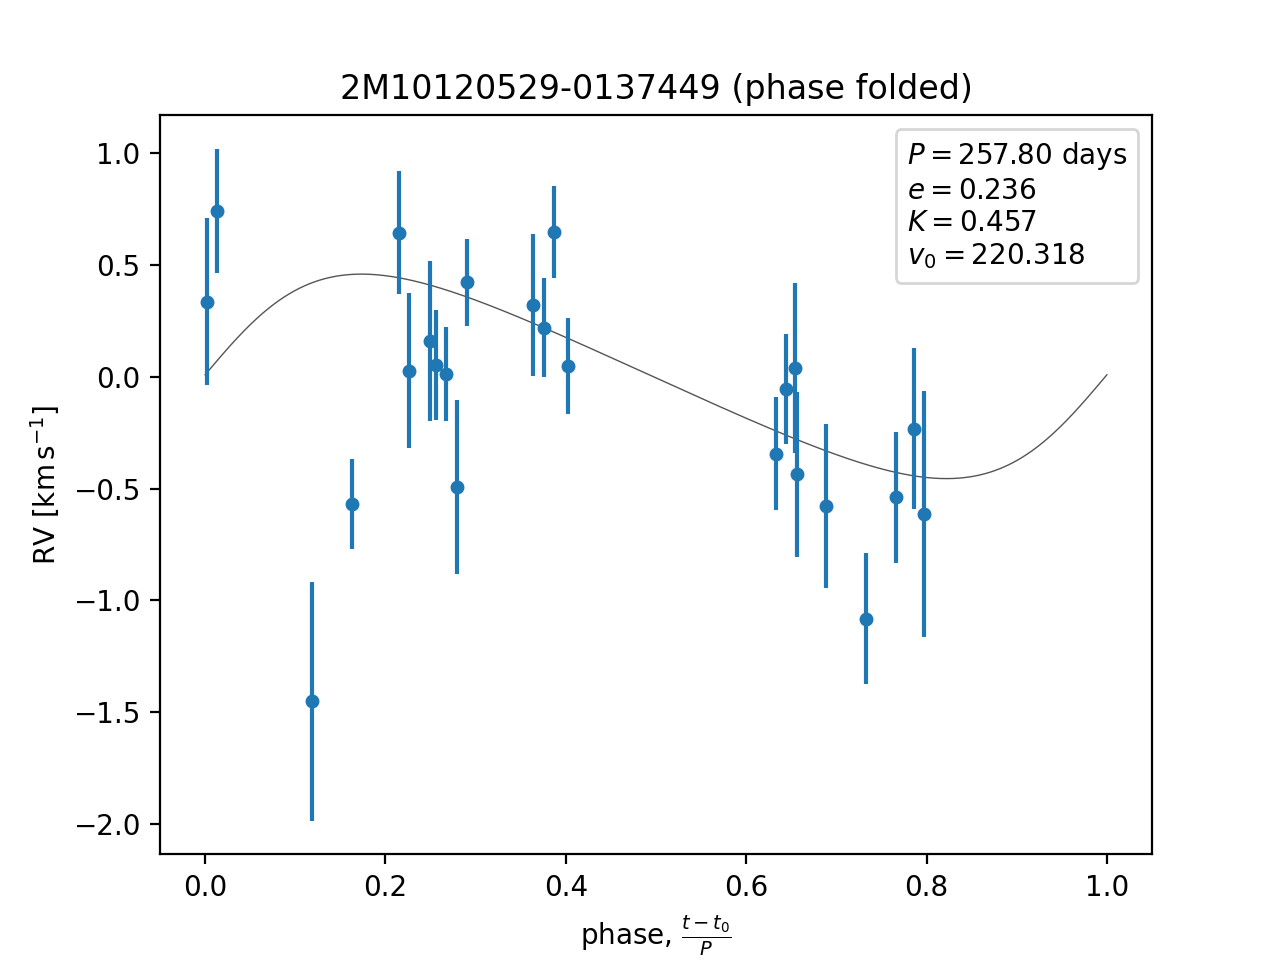 2M10120529-0137449 (phase folded)
P = 257.80 days
e = 0.236
K = 0.457
v₀ = 220.318
RV [km s⁻¹]
1.0
0.5
0.0
−0.5
−1.0
−1.5
−2.0
0.0 0.2 0.4 0.6 0.8 1.0
phase, (t − t₀)/P